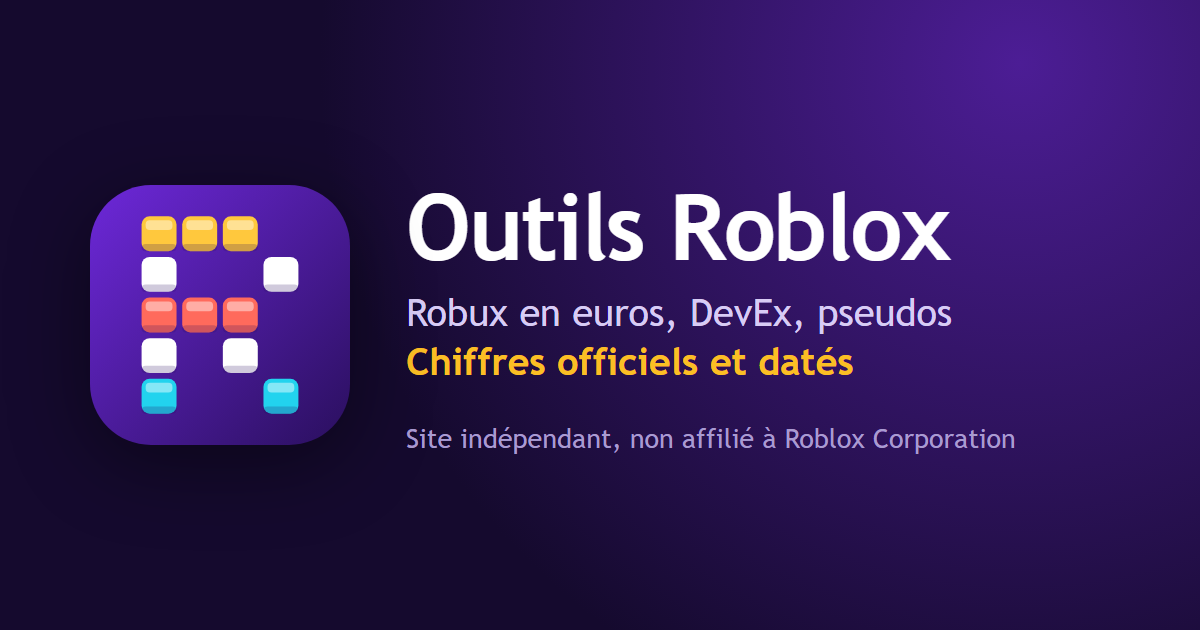 Outils Roblox
Robux en euros, DevEx, pseudos
Chiffres officiels et datés
Site indépendant, non affilié à Roblox Corporation